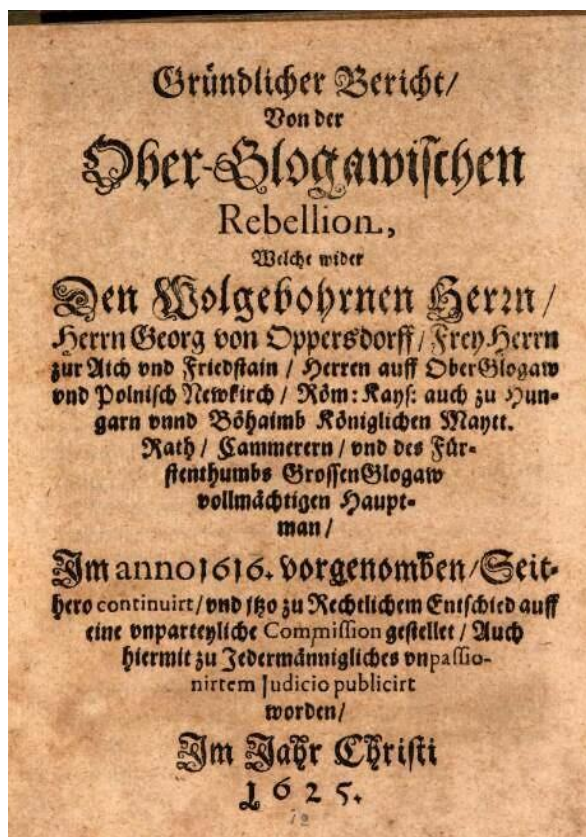 Gründlicher Bericht/
Von der
Ober-Glogawischen
Rebellion,
Welche wider
Den Wolgebohrnen Herrn/
Herrn Georg von Oppersdorff/ Frey Herrn
zur Aich vnd Friedstain/ Herren auff OberGlogaw
vnd Polnisch Newkirch/ Röm: Kays: auch zu Hun-
garn vnnd Böhaimb Königlichen Maytt.
Rath/ Cammerern/ vnd des Für-
stenthumbs GrossenGlogaw
vollmächtigen Haupt-
man/
Im anno 1616. vorgenomben/ Seit-
hero continuirt/ vnd itzo zu Rechtlichem Entschied auff
eine vnparteyliche Commission gestellet/ Auch
hiermit zu Jedermännigliches vnpassio-
nirtem Judicio publicirt
worden/
Im Jahr Christi
1625.